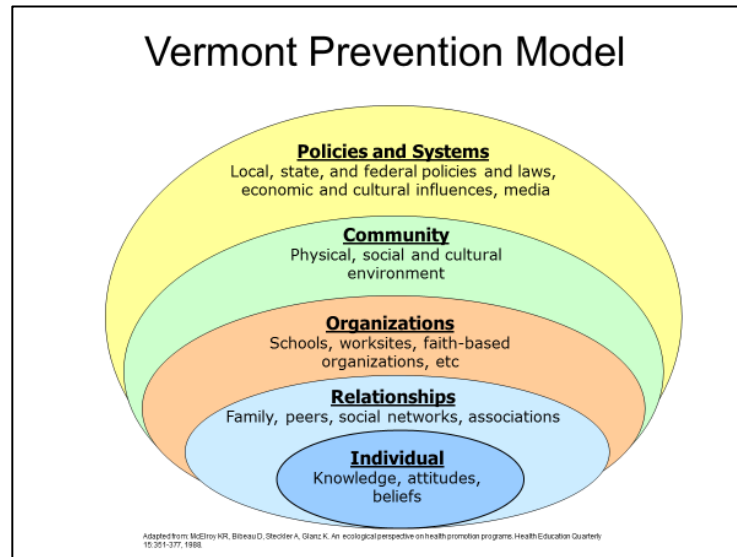 Vermont Prevention Model
Policies and Systems
Local, state, and federal policies and laws,
economic and cultural influences, media
Community
Physical, social and cultural
environment
Organizations
Schools, worksites, faith-based
organizations, etc
Relationships
Family, peers, social networks, associations
Individual
Knowledge, attitudes,
beliefs
Adapted from: McElroy KR, Bibeau D, Steckler A, Glanz K. An ecological perspective on health promotion programs. Health Education Quarterly
15:351-377, 1988.